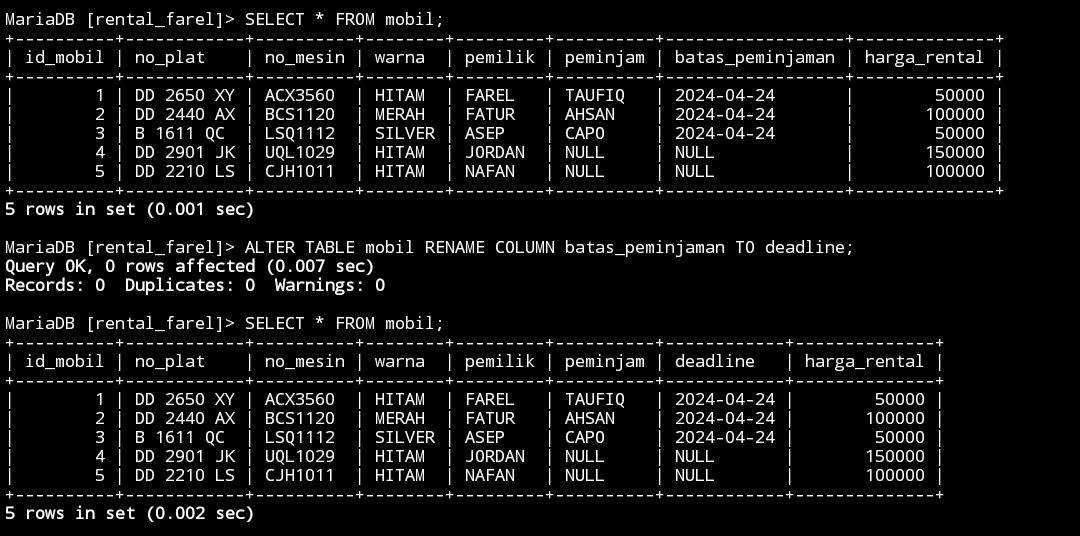 MariaDB [rental_farel]> SELECT * FROM mobil;
+----------+------------+----------+--------+---------+----------+------------------+--------------+
| id_mobil | no_plat    | no_mesin | warna  | pemilik | peminjam | batas_peminjaman | harga_rental |
+----------+------------+----------+--------+---------+----------+------------------+--------------+
|        1 | DD 2650 XY | ACX3560  | HITAM  | FAREL   | TAUFIQ   | 2024-04-24       |        50000 |
|        2 | DD 2440 AX | BCS1120  | MERAH  | FATUR   | AHSAN    | 2024-04-24       |       100000 |
|        3 | B 1611 QC  | LSQ1112  | SILVER | ASEP    | CAPO     | 2024-04-24       |        50000 |
|        4 | DD 2901 JK | UQL1029  | HITAM  | JORDAN  | NULL     | NULL             |       150000 |
|        5 | DD 2210 LS | CJH1011  | HITAM  | NAFAN   | NULL     | NULL             |       100000 |
+----------+------------+----------+--------+---------+----------+------------------+--------------+
5 rows in set (0.001 sec)

MariaDB [rental_farel]> ALTER TABLE mobil RENAME COLUMN batas_peminjaman TO deadline;
Query OK, 0 rows affected (0.007 sec)
Records: 0  Duplicates: 0  Warnings: 0

MariaDB [rental_farel]> SELECT * FROM mobil;
+----------+------------+----------+--------+---------+----------+------------+--------------+
| id_mobil | no_plat    | no_mesin | warna  | pemilik | peminjam | deadline   | harga_rental |
+----------+------------+----------+--------+---------+----------+------------+--------------+
|        1 | DD 2650 XY | ACX3560  | HITAM  | FAREL   | TAUFIQ   | 2024-04-24 |        50000 |
|        2 | DD 2440 AX | BCS1120  | MERAH  | FATUR   | AHSAN    | 2024-04-24 |       100000 |
|        3 | B 1611 QC  | LSQ1112  | SILVER | ASEP    | CAPO     | 2024-04-24 |        50000 |
|        4 | DD 2901 JK | UQL1029  | HITAM  | JORDAN  | NULL     | NULL       |       150000 |
|        5 | DD 2210 LS | CJH1011  | HITAM  | NAFAN   | NULL     | NULL       |       100000 |
+----------+------------+----------+--------+---------+----------+------------+--------------+
5 rows in set (0.002 sec)